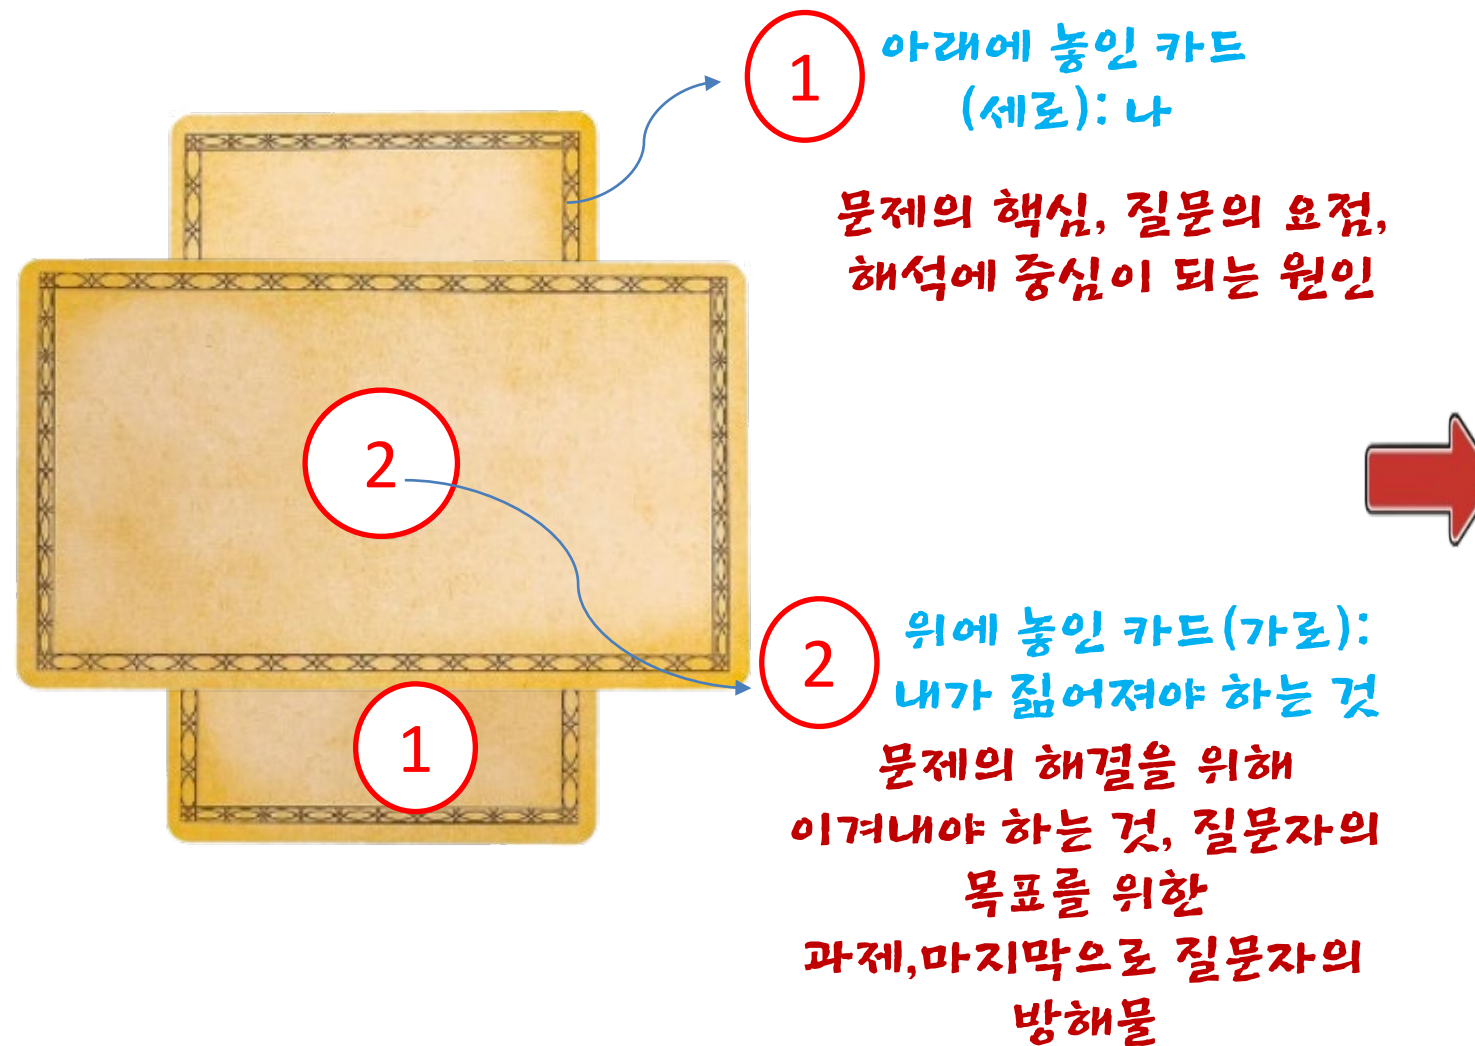 1
아래에 놓인 카드
(세로): 나
문제의 핵심, 질문의 요점,
해석에 중심이 되는 원인
2
2
위에 놓인 카드(가로):
내가 짊어져야 하는 것
1
문제의 해결을 위해
이겨내야 하는 것, 질문자의
목표를 위한
과제,마지막으로 질문자의
방해물